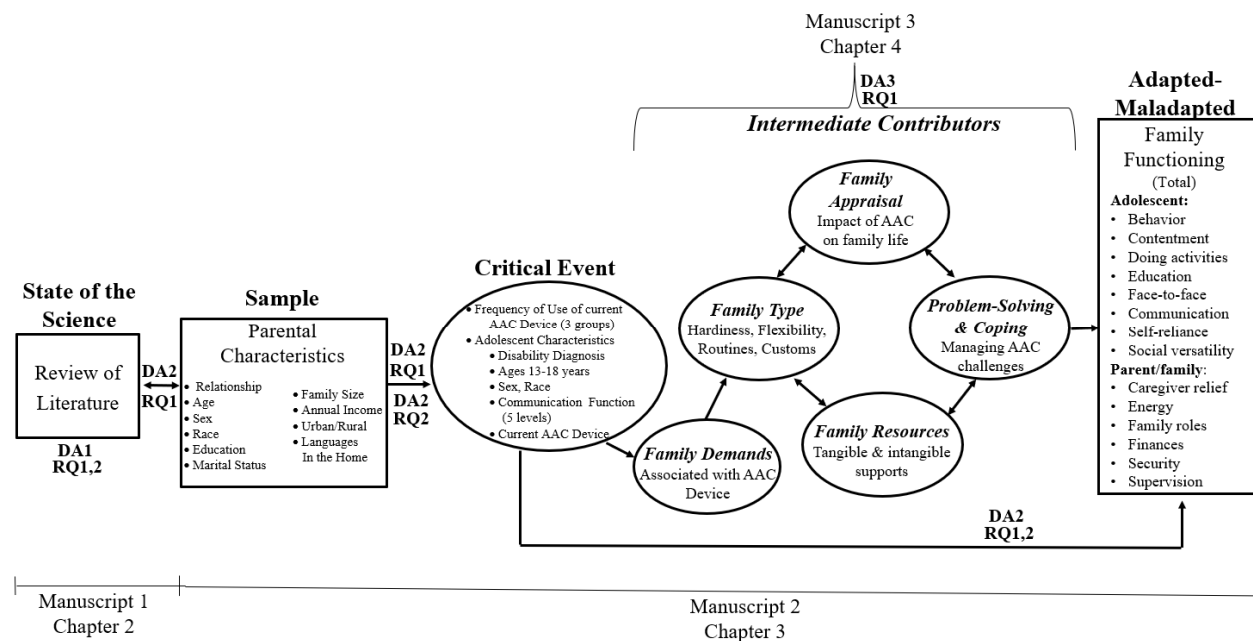 Manuscript 3
Chapter 4
DA3
RQ1
Intermediate Contributors
Adapted-
Maladapted
Family
Functioning
(Total)
Adolescent:
• Behavior
• Contentment
• Doing activities
• Education
• Face-to-face
• Communication
• Self-reliance
• Social versatility
Parent/family:
• Caregiver relief
• Energy
• Family roles
• Finances
• Security
• Supervision
Family
Appraisal
Impact of AAC
on family life
State of the
Science
Review of
Literature
DA1
RQ1,2
DA2
RQ1
Sample
Parental
Characteristics
• Relationship
• Age
• Sex
• Race
• Education
• Marital Status
• Family Size
• Annual Income
• Urban/Rural
• Languages
In the Home
DA2
RQ1
DA2
RQ2
Critical Event
• Frequency of Use of current
AAC Device (3 groups)
• Adolescent Characteristics
• Disability Diagnosis
• Ages 13-18 years
• Sex, Race
• Communication Function
(5 levels)
• Current AAC Device
Family Type
Hardiness, Flexibility,
Routines, Customs
Problem-Solving
& Coping
Managing AAC
challenges
Family Demands
Associated with AAC
Device
Family Resources
Tangible & intangible
supports
DA2
RQ1,2
Manuscript 1
Chapter 2
Manuscript 2
Chapter 3